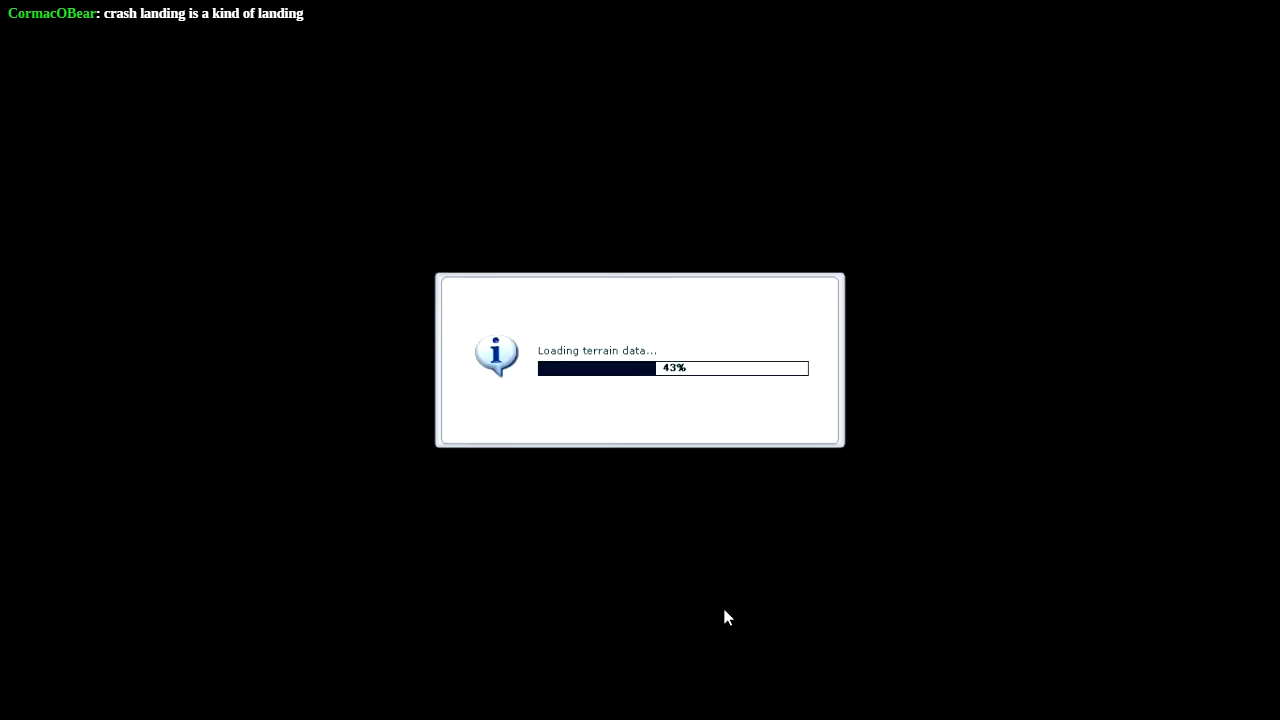 CormacOBear: crash landing is a kind of landing
Loading terrain data...
43%